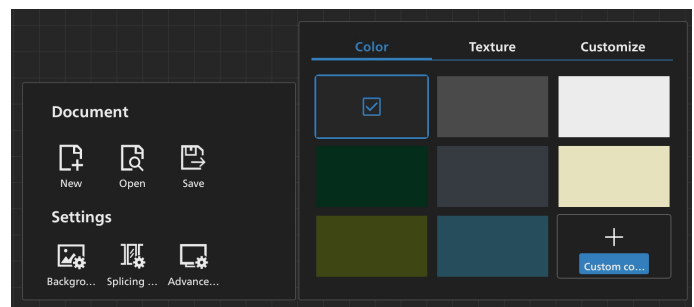 Color Texture Customize
Document
New Open Save
Settings
Backgro... Splicing ... Advance...
Custom co...